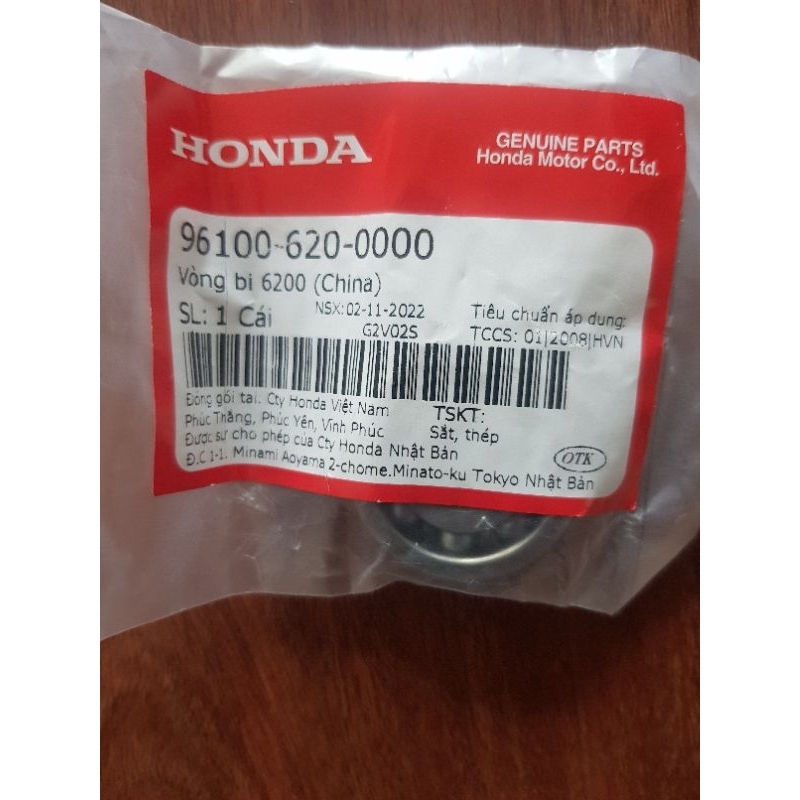 HONDA
GENUINE PARTS
Honda Motor Co., Ltd.
96100-620-0000
Vòng bi 6200 (China)
SL: 1 Cái
NSX:02-11-2022
G2V02S
Tiêu chuẩn áp dụng:
TCCS: 01|2008|HVN
Đóng gói tại. Cty Honda Việt Nam
Phúc Thắng, Phúc Yên, Vĩnh Phúc
Được sự cho phép của Cty Honda Nhật Bản
Đ.C 1-1. Minami Aoyama 2-chome.Minato-ku Tokyo Nhật Bản
TSKT:
Sắt, thép
OTK